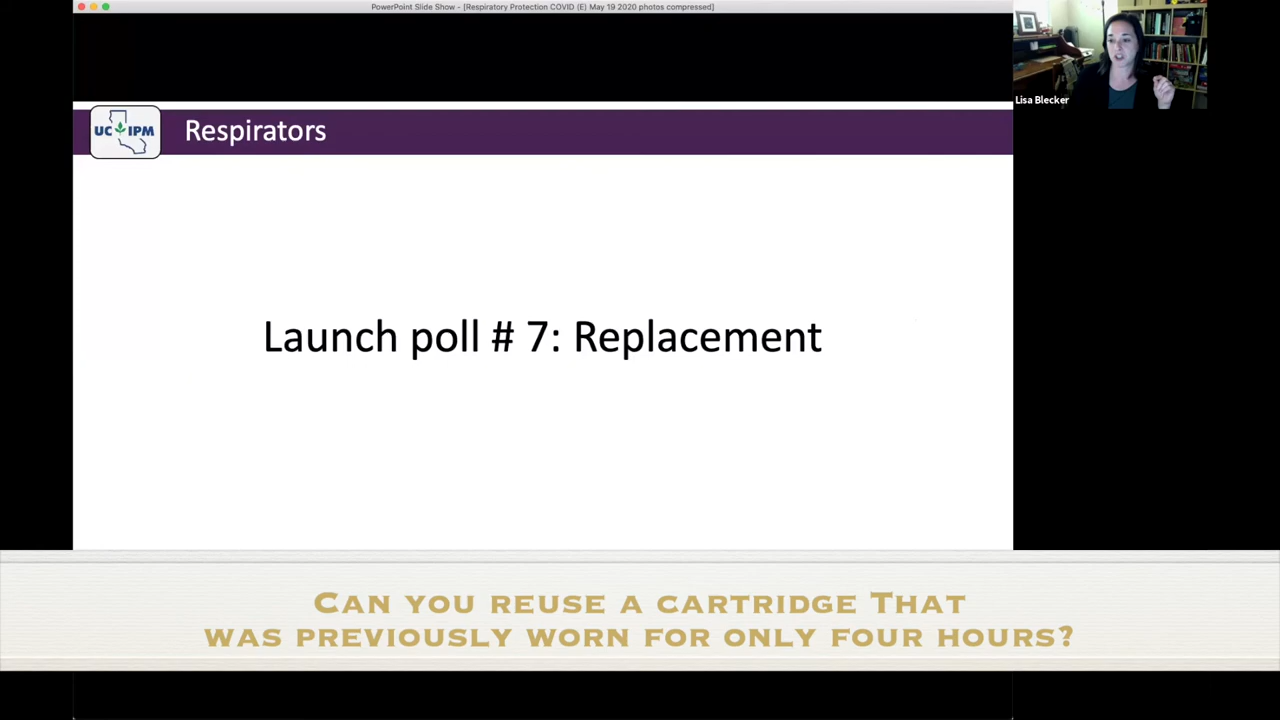 PowerPoint Slide Show - [Respiratory Protection COVID (E) May 19 2020 photos compressed]
Lisa Blecker
UC IPM
Respirators
Launch poll # 7: Replacement
CAN YOU REUSE A CARTRIDGE THAT
WAS PREVIOUSLY WORN FOR ONLY FOUR HOURS?